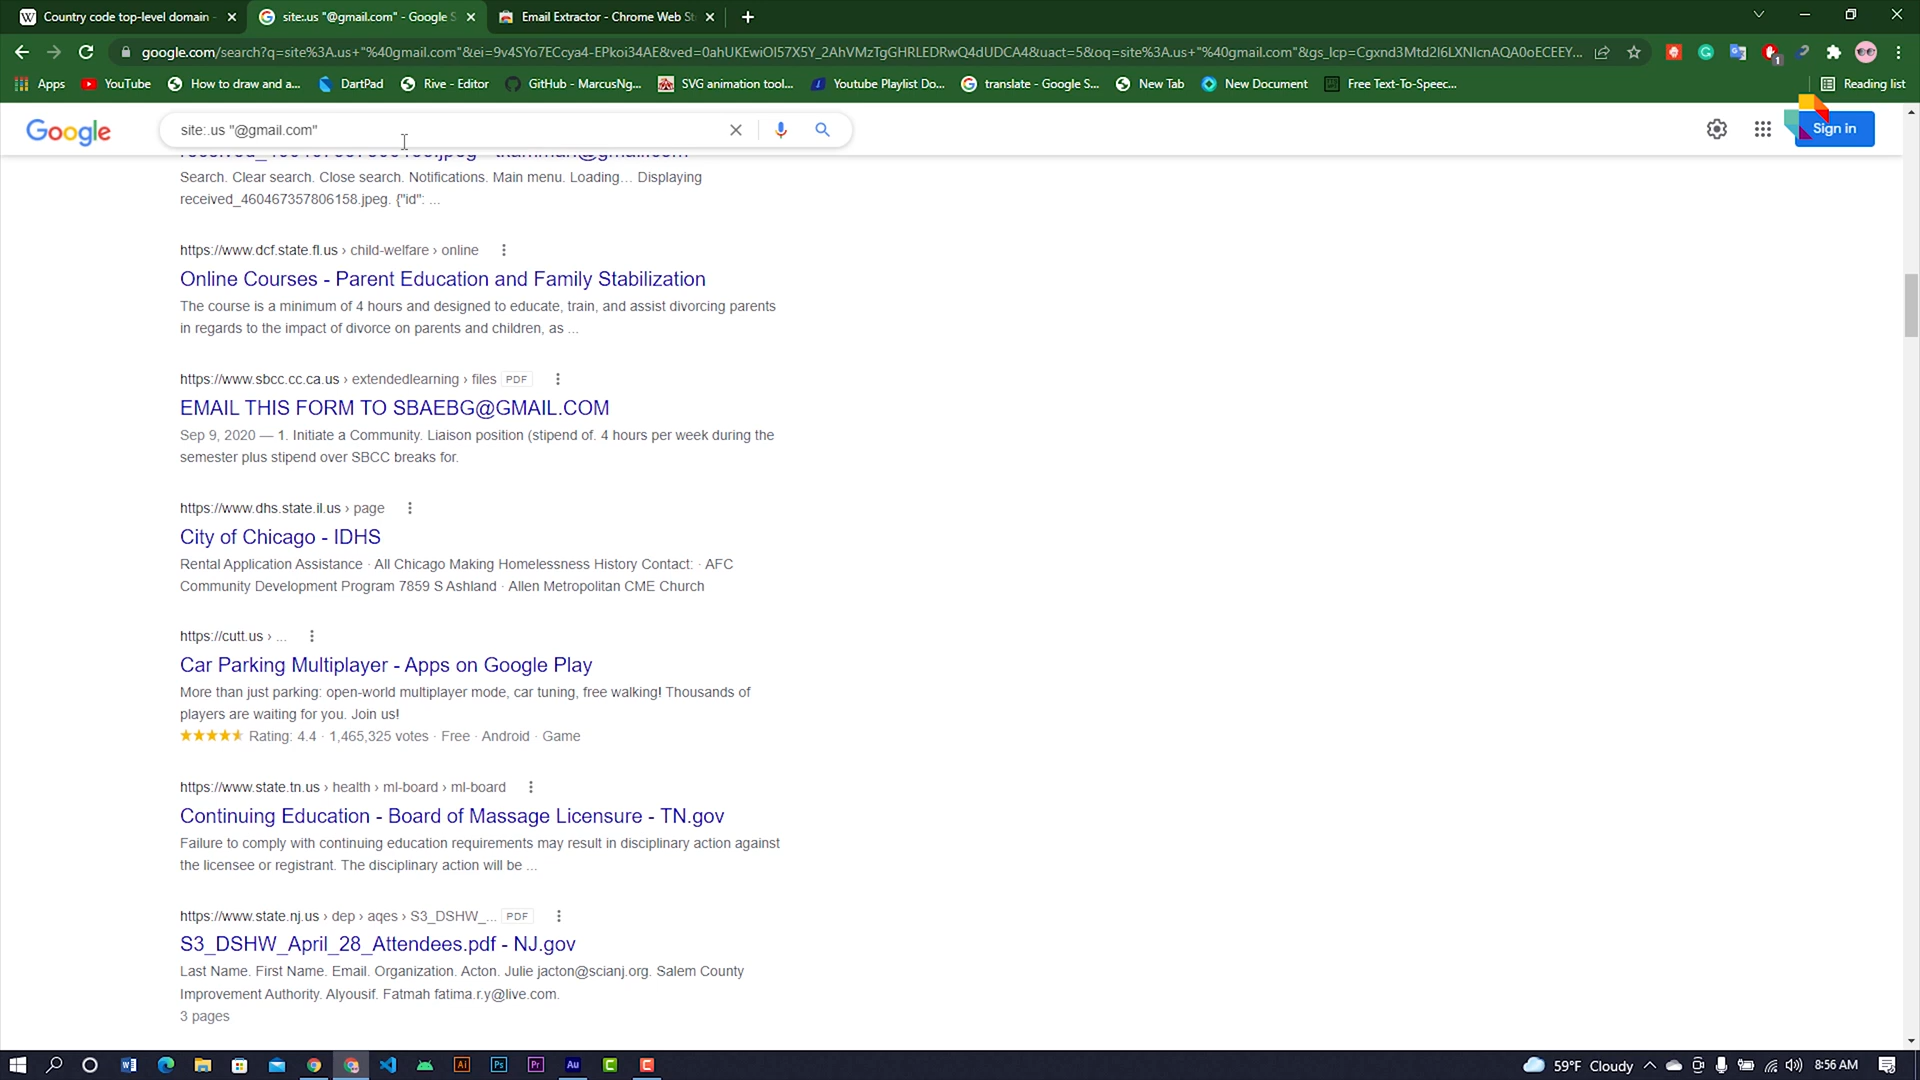 Country code top-level domain -
site:.us "@gmail.com" - Google S
Email Extractor - Chrome Web St
google.com/search?q=site%3A.us+"%40gmail.com"&ei=9v4SYo7ECcya4-EPkoi34AE&ved=0ahUKEwiOl57X5Y_2AhVMzTgGHRLEDRwQ4dUDCA4&uact=5&oq=site%3A.us+"%40gmail.com"&gs_lcp=Cgxnd3Mtd2l6LXNlcnAQA0oECEEY...
1
Apps
YouTube
How to draw and a...
DartPad
Rive - Editor
GitHub - MarcusNg...
SVG animation tool...
Youtube Playlist Do...
translate - Google S...
New Tab
New Document
Free Text-To-Speec...
Reading list
Google
site:.us "@gmail.com"
Sign in
Search. Clear search. Close search. Notifications. Main menu. Loading… Displaying
received_460467357806158.jpeg. {"id": ...
https://www.dcf.state.fl.us › child-welfare › online
Online Courses - Parent Education and Family Stabilization
The course is a minimum of 4 hours and designed to educate, train, and assist divorcing parents
in regards to the impact of divorce on parents and children, as ...
https://www.sbcc.cc.ca.us › extendedlearning › files PDF
EMAIL THIS FORM TO SBAEBG@GMAIL.COM
Sep 9, 2020 — 1. Initiate a Community. Liaison position (stipend of. 4 hours per week during the
semester plus stipend over SBCC breaks for.
https://www.dhs.state.il.us › page
City of Chicago - IDHS
Rental Application Assistance · All Chicago Making Homelessness History Contact: · AFC
Community Development Program 7859 S Ashland · Allen Metropolitan CME Church
https://cutt.us › ...
Car Parking Multiplayer - Apps on Google Play
More than just parking: open-world multiplayer mode, car tuning, free walking! Thousands of
players are waiting for you. Join us!
Rating: 4.4 · 1,465,325 votes · Free · Android · Game
https://www.state.tn.us › health › ml-board › ml-board
Continuing Education - Board of Massage Licensure - TN.gov
Failure to comply with continuing education requirements may result in disciplinary action against
the licensee or registrant. The disciplinary action will be ...
https://www.state.nj.us › dep › aqes › S3_DSHW_... PDF
S3_DSHW_April_28_Attendees.pdf - NJ.gov
Last Name. First Name. Email. Organization. Acton. Julie jacton@scianj.org. Salem County
Improvement Authority. Alyousif. Fatmah fatima.r.y@live.com.
3 pages
59°F Cloudy
8:56 AM